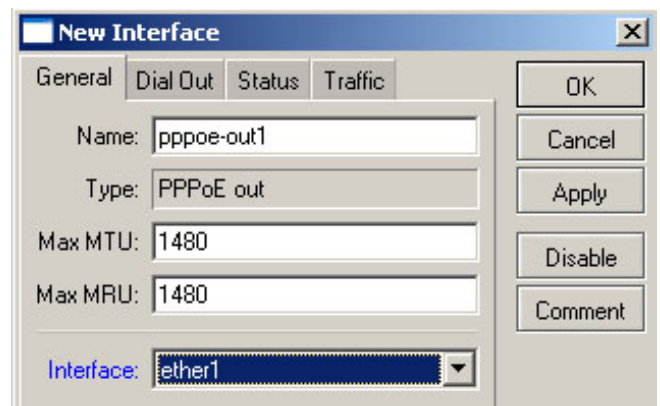 New Interface
General Dial Out Status Traffic
OK
Name: pppoe-out1
Cancel
Type: PPPoE out
Apply
Max MTU: 1480
Disable
Max MRU: 1480
Comment
Interface: ether1